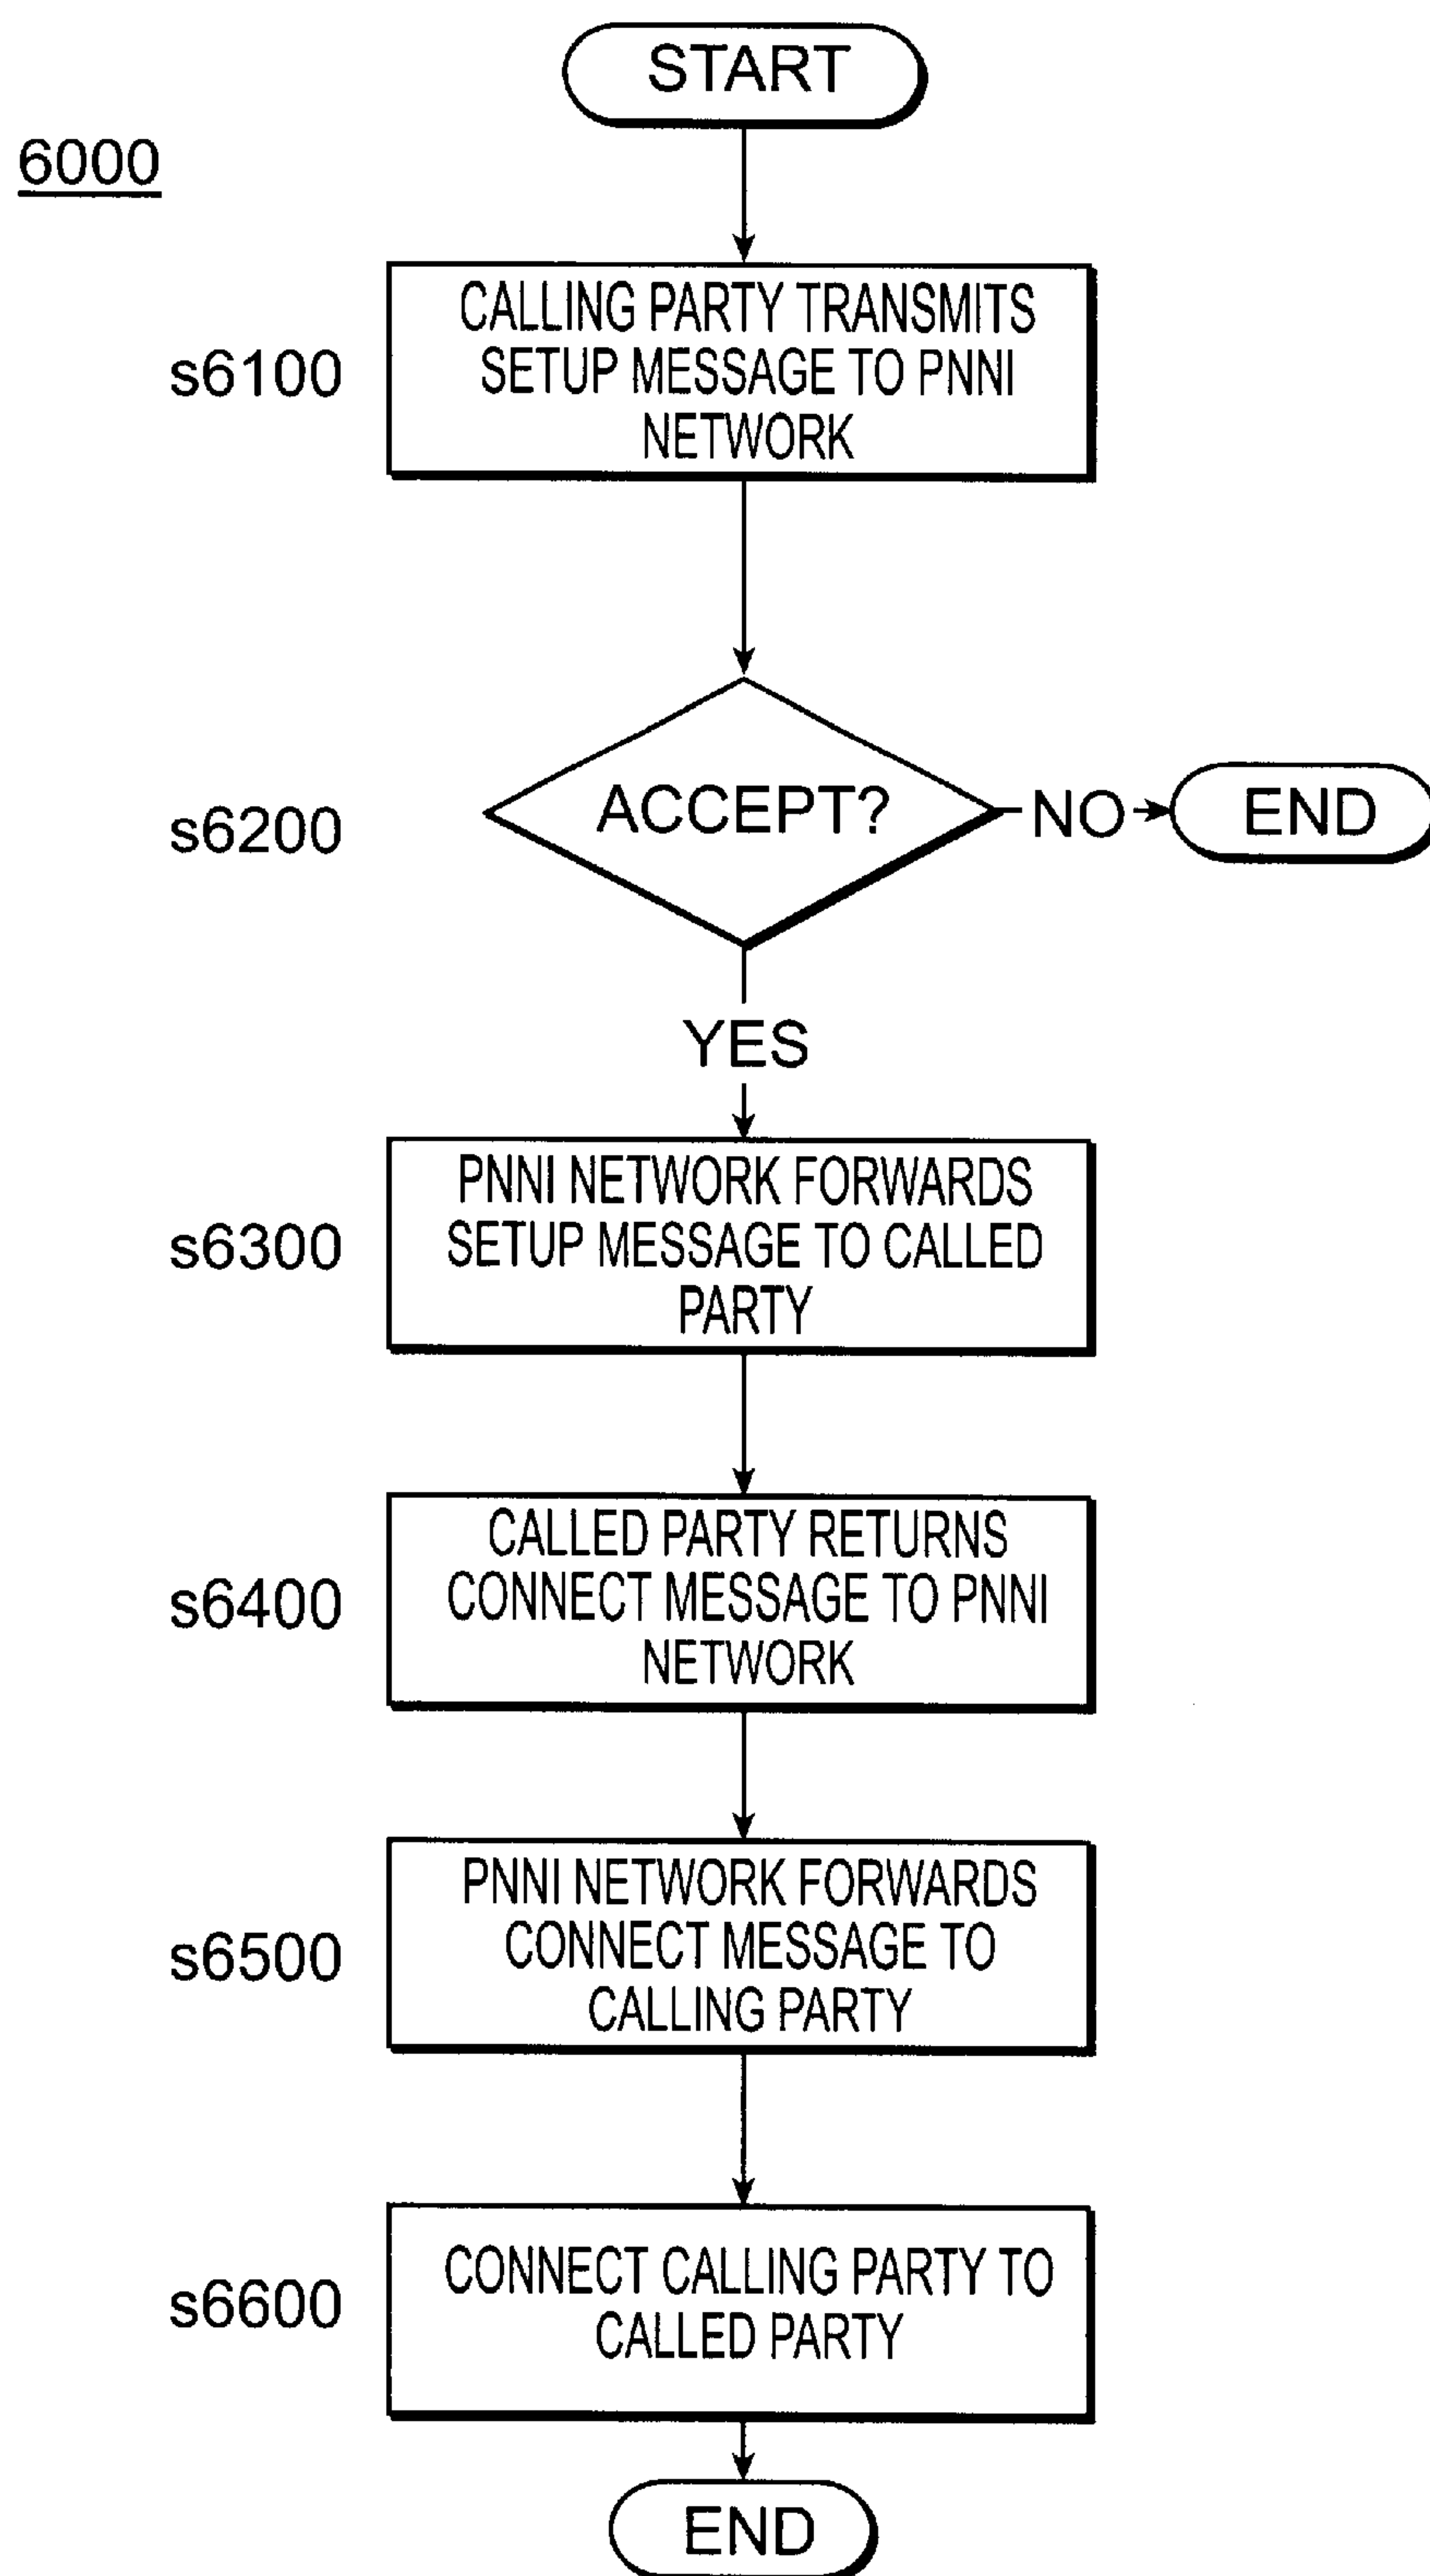 START
6000
s6100
CALLING PARTY TRANSMITS
SETUP MESSAGE TO PNNI
NETWORK
s6200
ACCEPT?
NO
END
YES
s6300
PNNI NETWORK FORWARDS
SETUP MESSAGE TO CALLED
PARTY
s6400
CALLED PARTY RETURNS
CONNECT MESSAGE TO PNNI
NETWORK
s6500
PNNI NETWORK FORWARDS
CONNECT MESSAGE TO
CALLING PARTY
s6600
CONNECT CALLING PARTY TO
CALLED PARTY
END